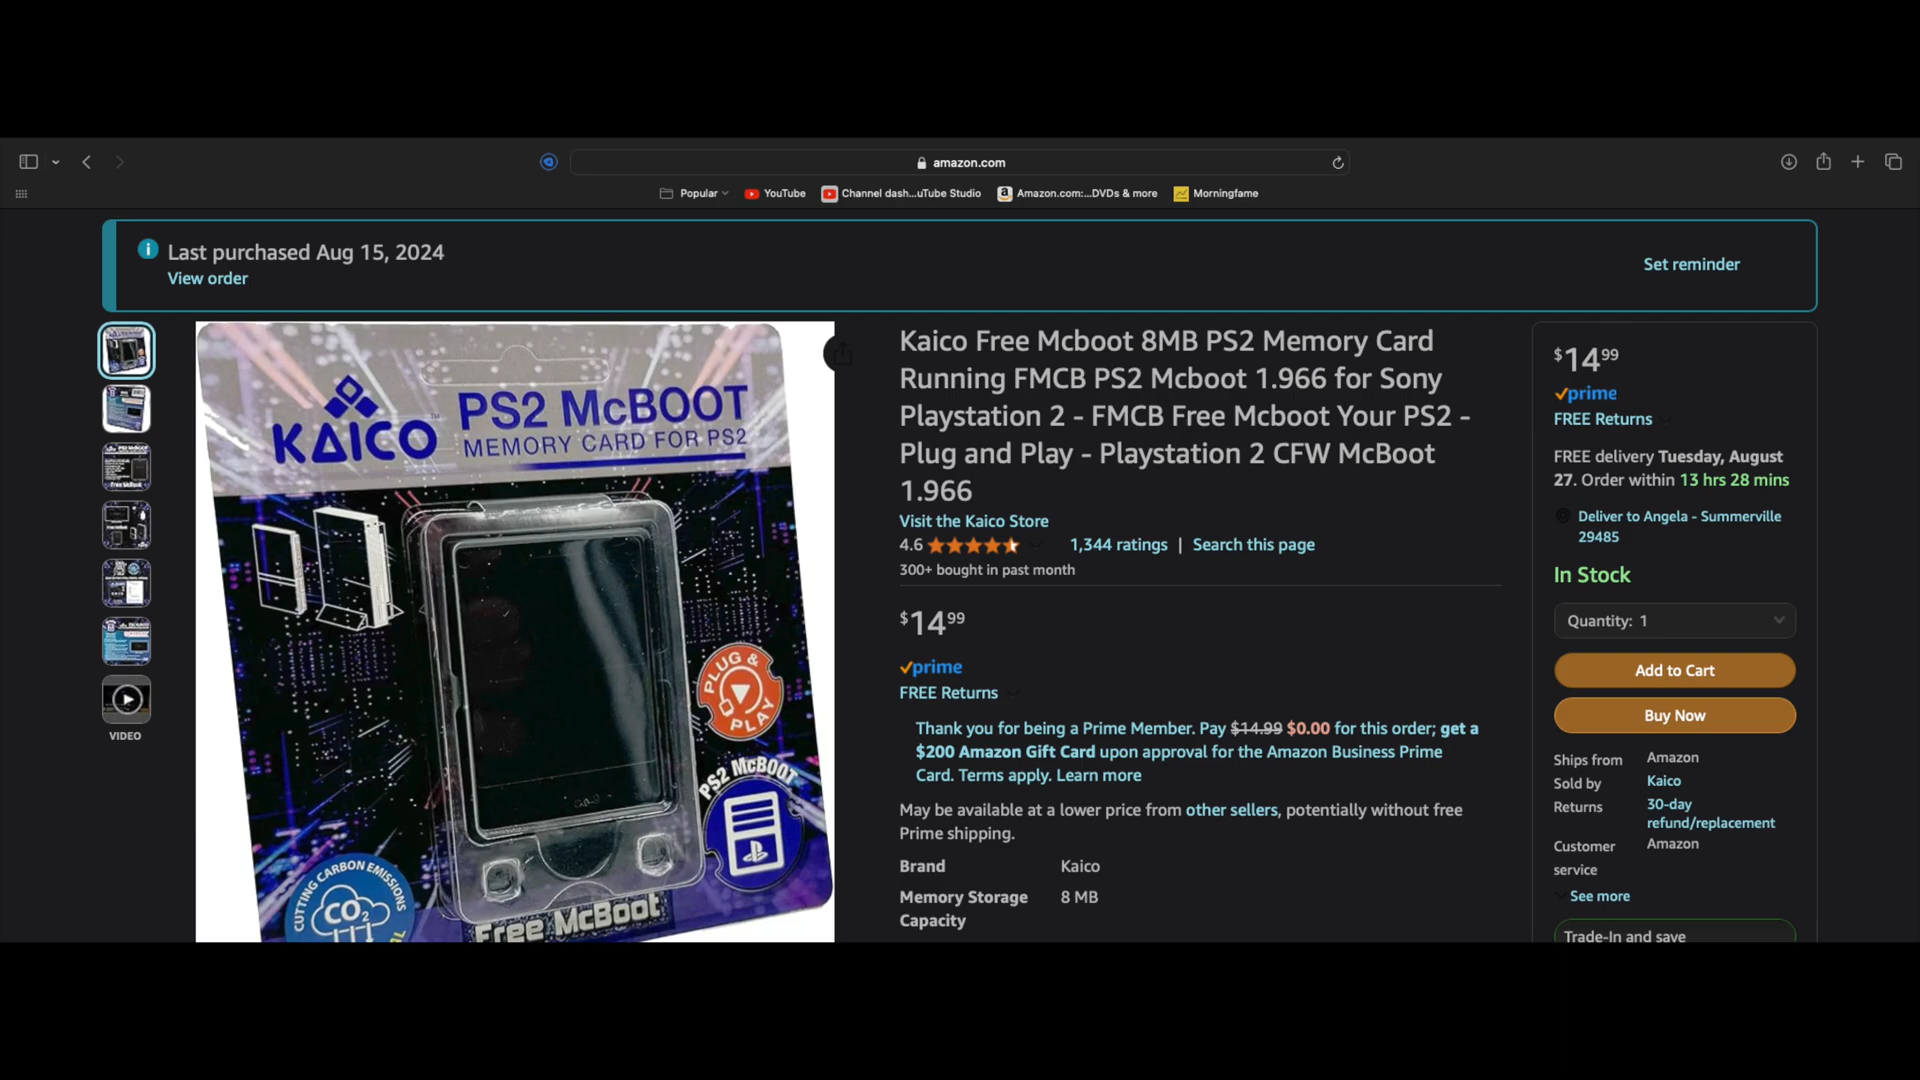 amazon.com
Popular
YouTube
Channel dash...uTube Studio
Amazon.com:...DVDs & more
Morningfame
Last purchased Aug 15, 2024
View order
Set reminder
VIDEO
KAICO
PS2 McBOOT
MEMORY CARD FOR PS2
PLUG & PLAY
PS2 McBOOT
CUTTING CARBON EMISSIONS
CO2
Free McBoot
Kaico Free Mcboot 8MB PS2 Memory Card
Running FMCB PS2 Mcboot 1.966 for Sony
Playstation 2 - FMCB Free Mcboot Your PS2 -
Plug and Play - Playstation 2 CFW McBoot
1.966
Visit the Kaico Store
4.6
1,344 ratings | Search this page
300+ bought in past month
$14 99
prime
FREE Returns
Thank you for being a Prime Member. Pay $14.99 $0.00 for this order; get a
$200 Amazon Gift Card upon approval for the Amazon Business Prime
Card. Terms apply. Learn more
May be available at a lower price from other sellers, potentially without free
Prime shipping.
Brand Kaico
Memory Storage 8 MB
Capacity
$14 99
prime
FREE Returns
FREE delivery Tuesday, August
27. Order within 13 hrs 28 mins
Deliver to Angela - Summerville
29485
In Stock
Quantity: 1
Add to Cart
Buy Now
Ships from Amazon
Sold by Kaico
Returns 30-day
refund/replacement
Customer Amazon
service
See more
Trade-In and save